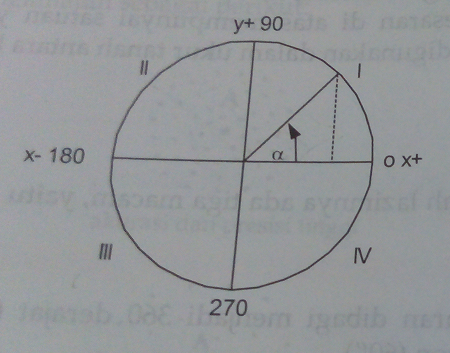 y+ 90
II
I
x- 180
α
o x+
III
IV
270